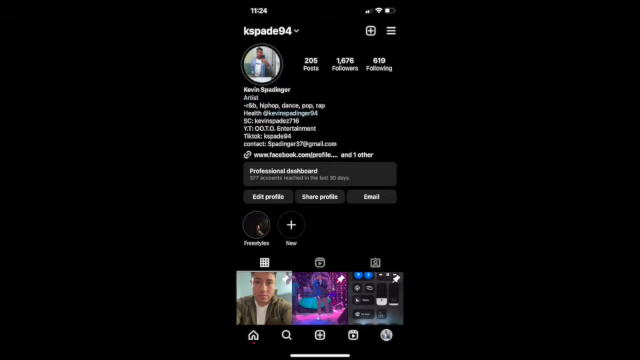 11:24
kspade94
205 1,676 619
Posts Followers Following
Kevin Spadinger
Artist
-r&b, hiphop, dance, pop, rap
Health @kevinspadinger94
SC: kevinspadez716
Y.T: OO.T.O. Entertainment
Tiktok: kspade94
contact: Spadinger37@gmail.com
www.facebook.com/profile.... and 1 other
Professional dashboard
577 accounts reached in the last 30 days.
Edit profile Share profile Email
Freestyles New